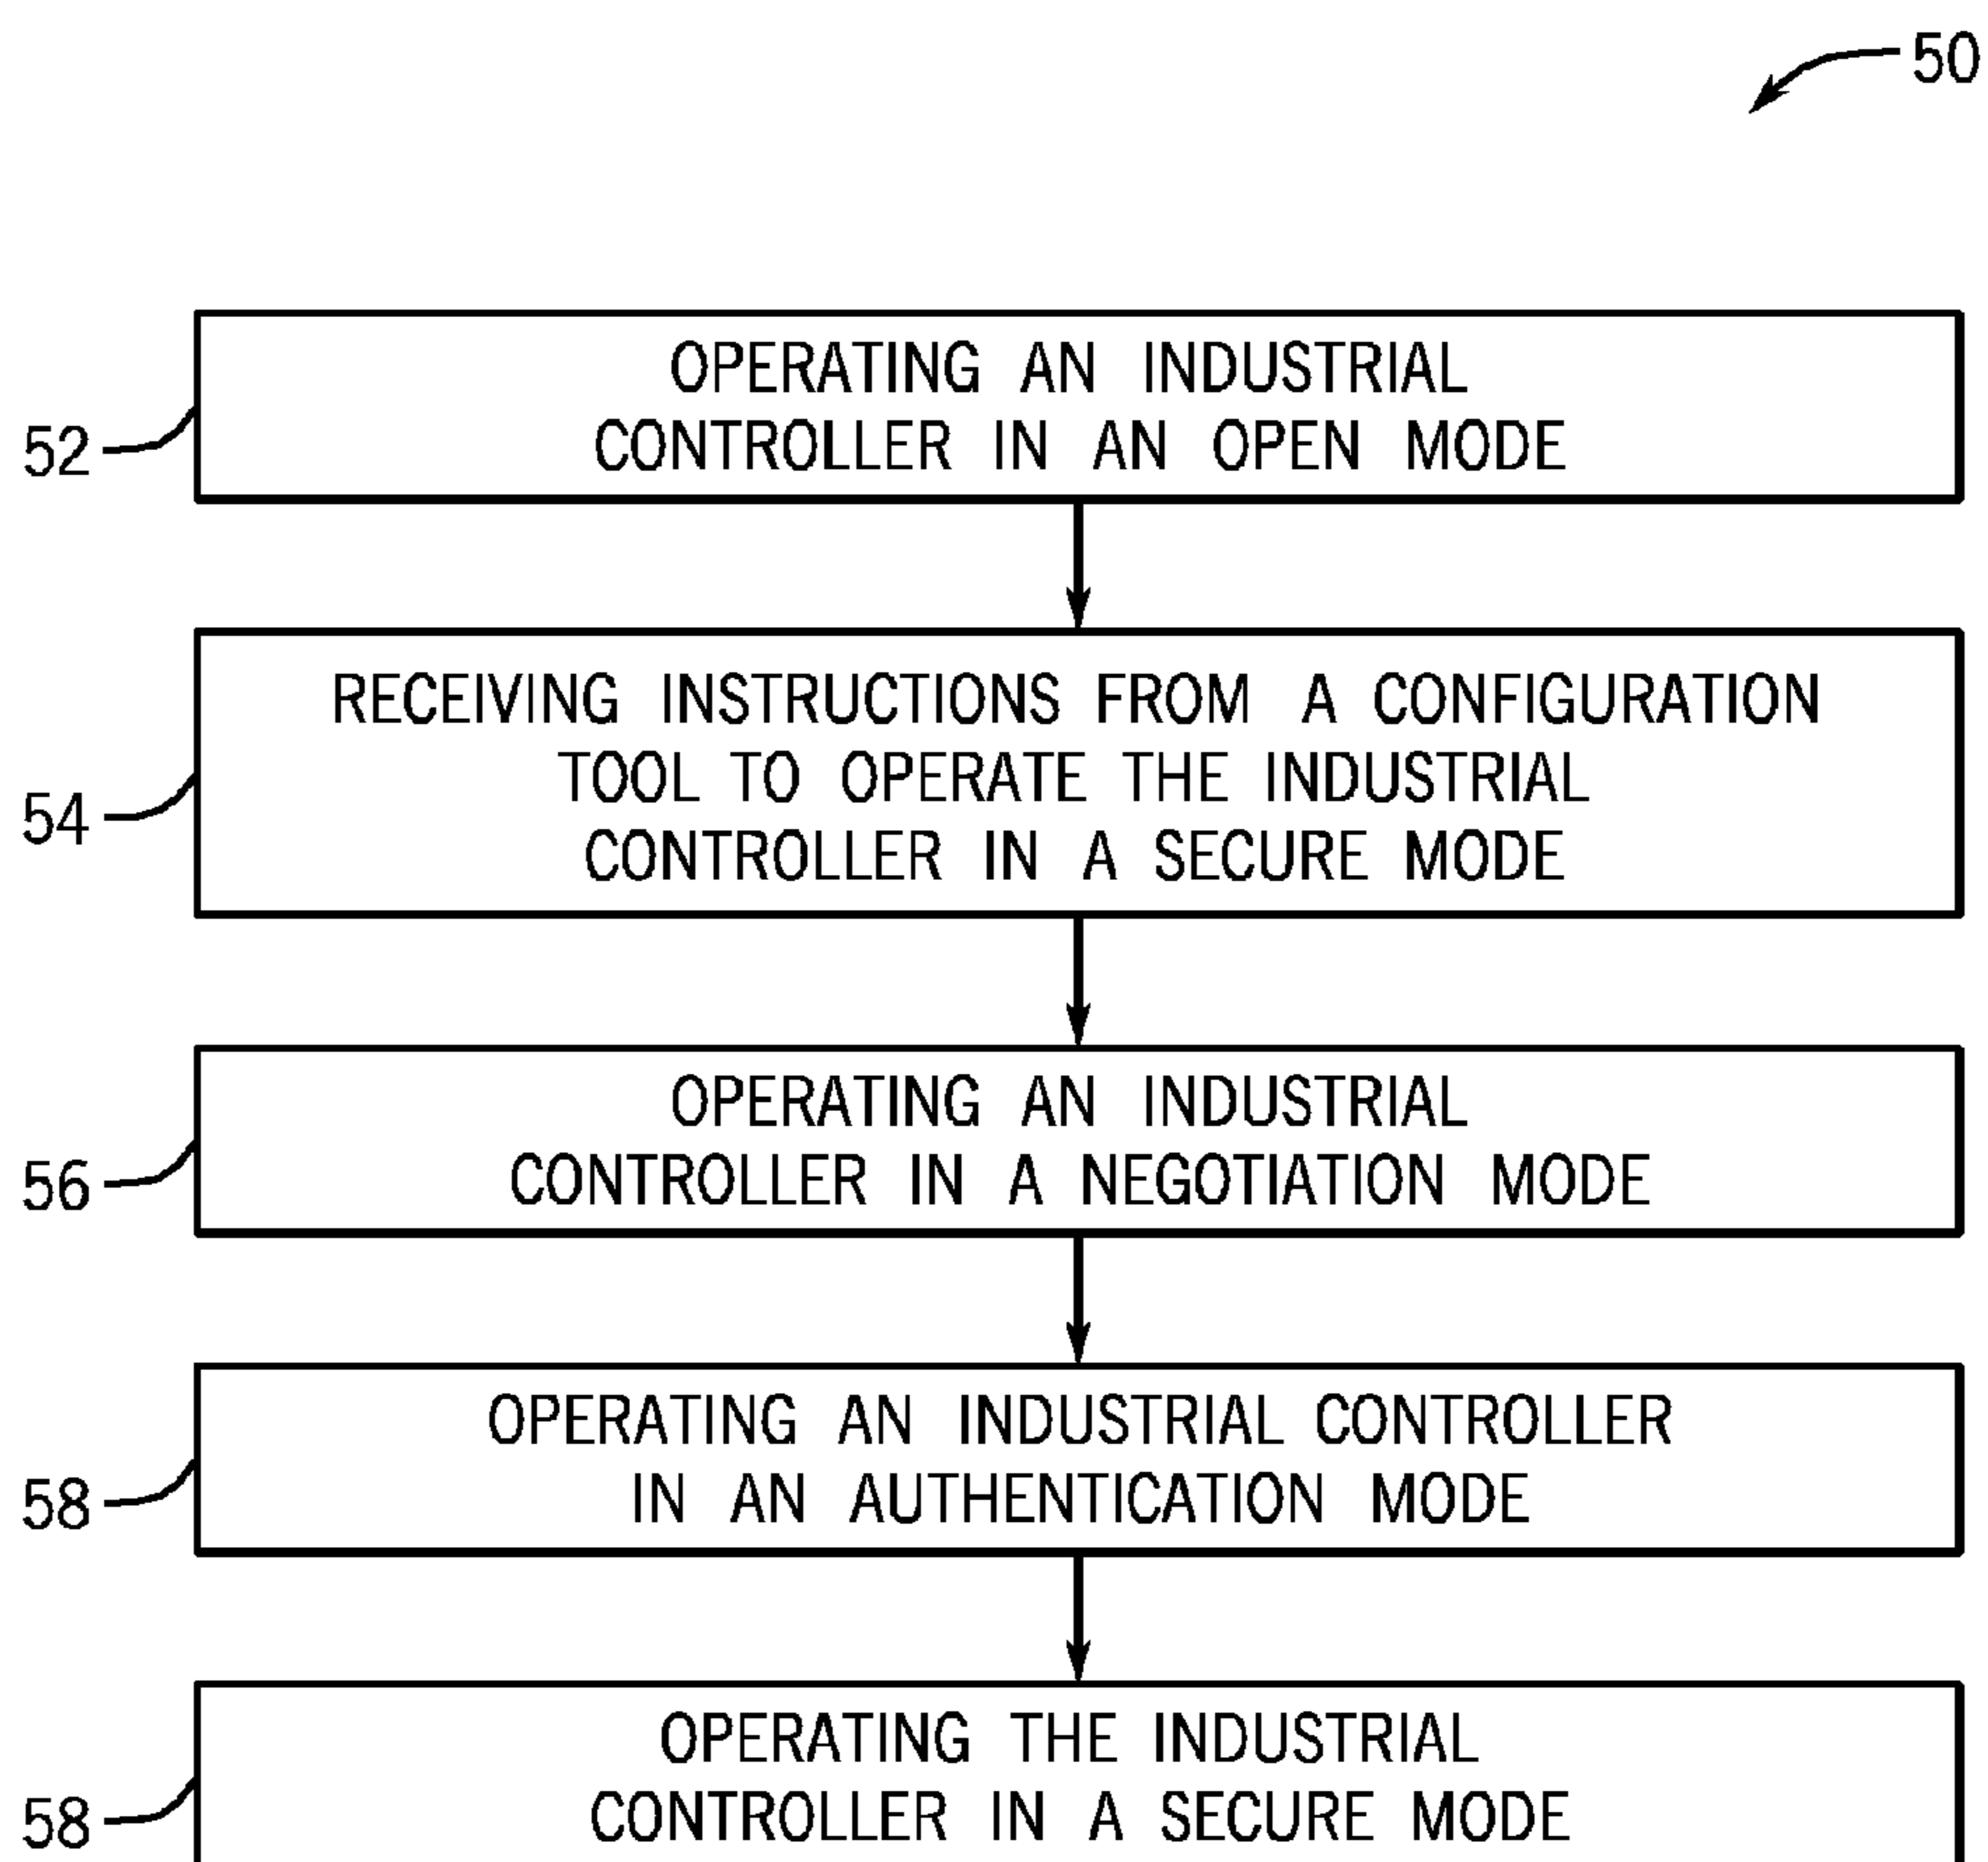 50
OPERATING AN INDUSTRIAL
CONTROLLER IN AN OPEN MODE
52
RECEIVING INSTRUCTIONS FROM A CONFIGURATION
TOOL TO OPERATE THE INDUSTRIAL
CONTROLLER IN A SECURE MODE
54
OPERATING AN INDUSTRIAL
CONTROLLER IN A NEGOTIATION MODE
56
OPERATING AN INDUSTRIAL CONTROLLER
IN AN AUTHENTICATION MODE
58
OPERATING THE INDUSTRIAL
CONTROLLER IN A SECURE MODE
58